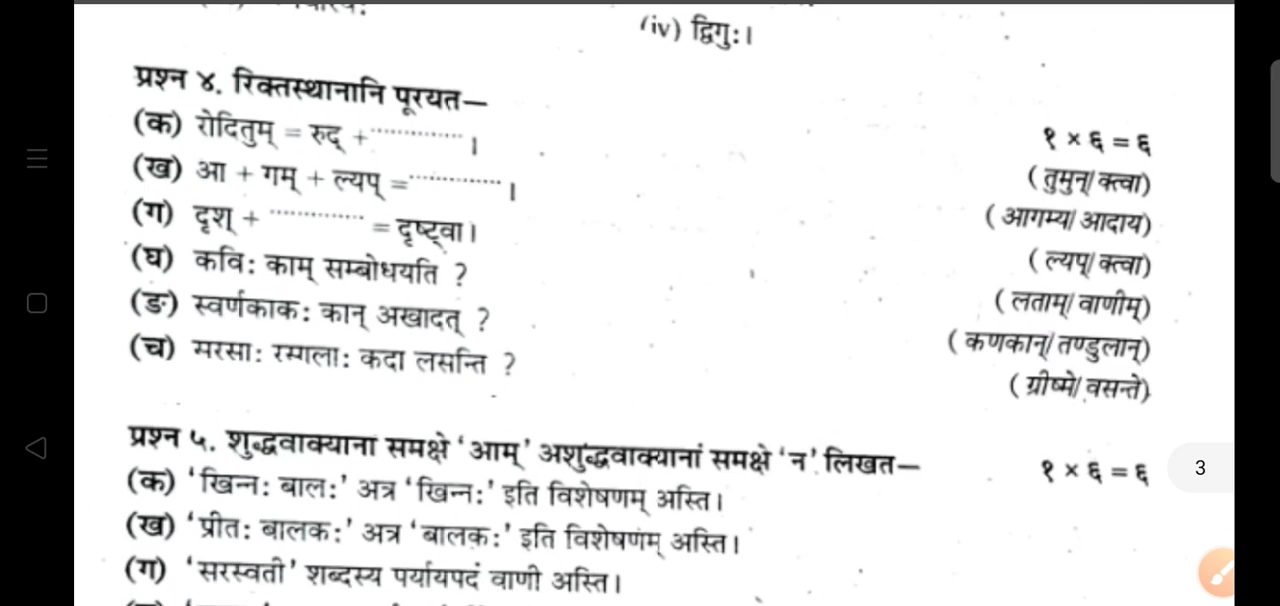 (iv) द्विगुः।
प्रश्न ४. रिक्तस्थानानि पूरयत—
१ × ६ = ६
(क) रोदितुम् = रुद् + ............... ।
(तुमुन्/क्त्वा)
(ख) आ + गम् + ल्यप् = ............... ।
(आगम्य/आदाय)
(ग) दृश् + ............... = दृष्ट्वा।
(ल्यप्/क्त्वा)
(घ) कविः काम् सम्बोधयति ?
(लताम्/वाणीम्)
(ङ) स्वर्णकाकः कान् अखादत् ?
(कणकान्/तण्डुलान्)
(च) सरसाः रसालाः कदा लसन्ति ?
(ग्रीष्मे/वसन्ते)
प्रश्न ५. शुद्धवाक्याना समक्षे ‘आम्’ अशुद्धवाक्यानां समक्षे ‘न’ लिखत—
१ × ६ = ६
(क) ‘खिन्नः बालः’ अत्र ‘खिन्नः’ इति विशेषणम् अस्ति।
(ख) ‘प्रीतः बालकः’ अत्र ‘बालकः’ इति विशेषणंम् अस्ति।
(ग) ‘सरस्वती’ शब्दस्य पर्यायपदं वाणी अस्ति।
3